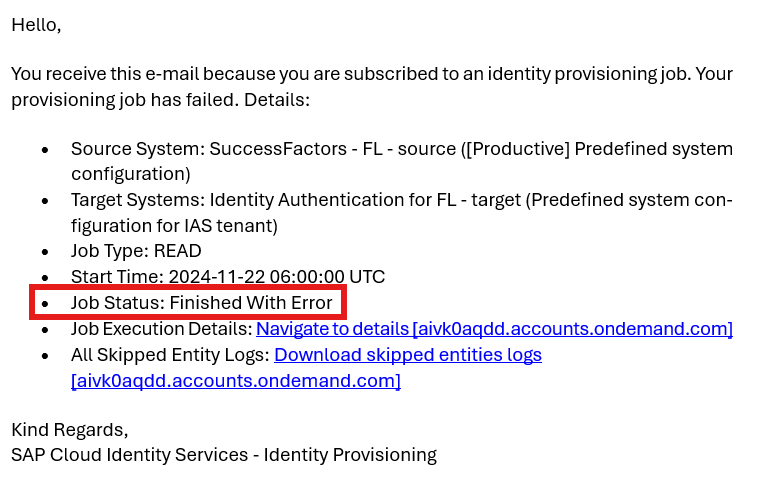 Hello,
You receive this e-mail because you are subscribed to an identity provisioning job. Your
provisioning job has failed. Details:
• Source System: SuccessFactors - FL - source ([Productive] Predefined system
configuration)
• Target Systems: Identity Authentication for FL - target (Predefined system con-
figuration for IAS tenant)
• Job Type: READ
• Start Time: 2024-11-22 06:00:00 UTC
• Job Status: Finished With Error
• Job Execution Details: Navigate to details [aivk0aqdd.accounts.ondemand.com]
• All Skipped Entity Logs: Download skipped entities logs
[aivk0aqdd.accounts.ondemand.com]
Kind Regards,
SAP Cloud Identity Services - Identity Provisioning